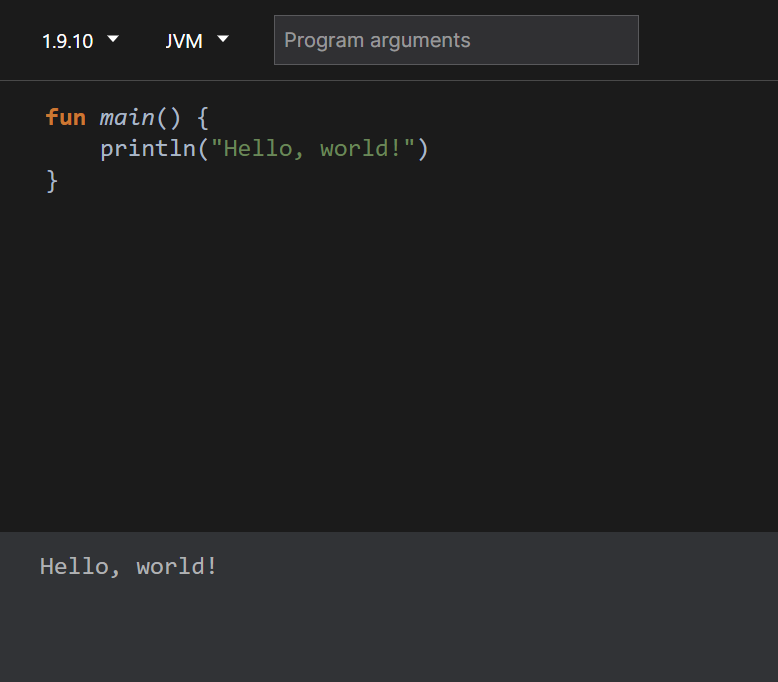 1.9.10 JVM Program arguments
fun main() {
    println("Hello, world!")
}
Hello, world!